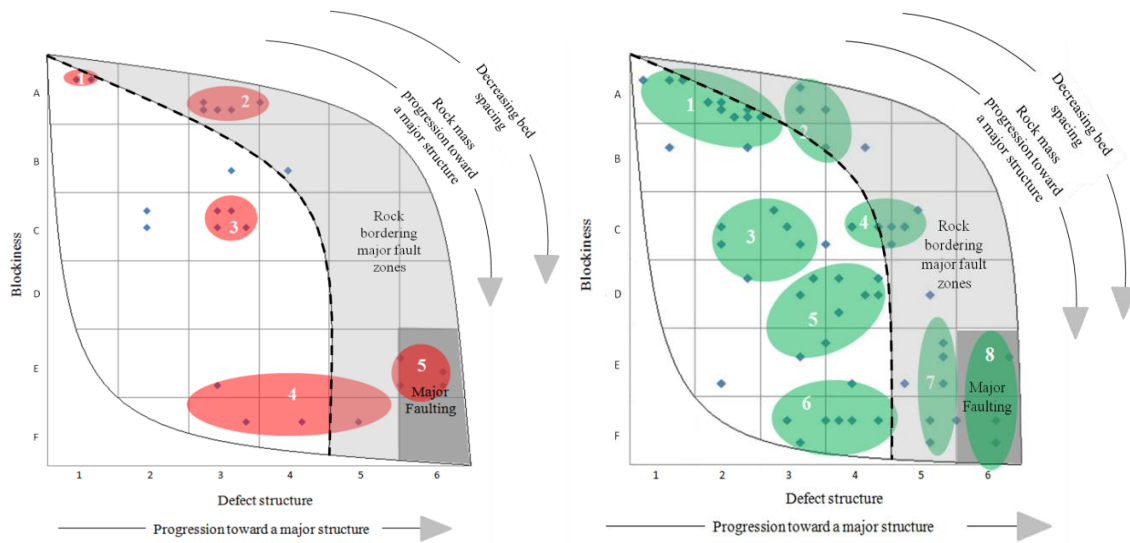 Decreasing bed
spacing
Rock mass
progression toward
a major structure
Blockiness
A
B
C
D
E
F
1
2
3
4
5
Rock
bordering
major fault
zones
Major
Faulting
1
2
3
4
5
6
Defect structure
Progression toward a major structure
Decreasing bed
spacing
Rock mass
progression toward
a major structure
Blockiness
A
B
C
D
E
F
1
2
3
4
5
6
7
8
Rock
bordering
major fault
zones
Major
Faulting
1
2
3
4
5
6
Defect structure
Progression toward a major structure